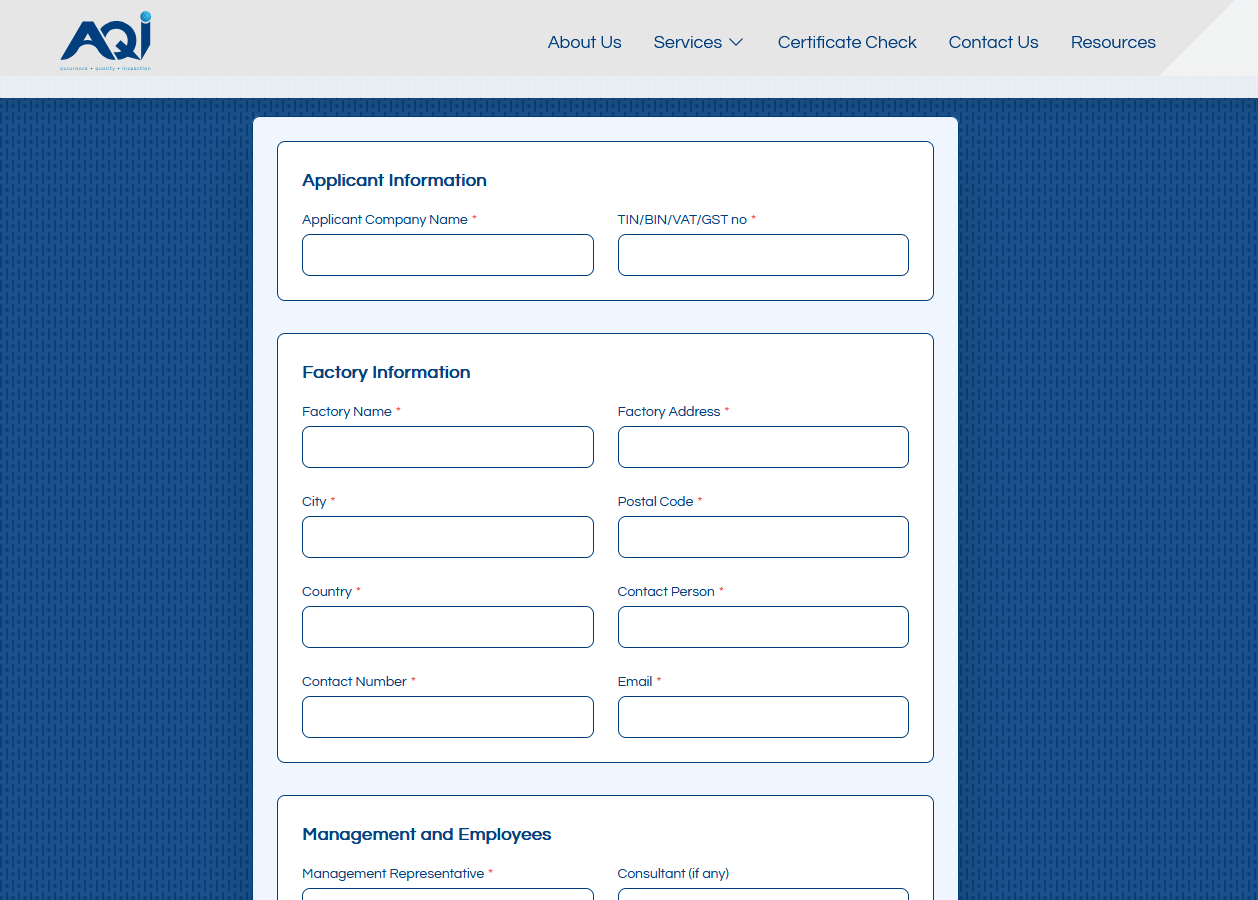 AQi
assurance • quality • inspection
About Us Services Certificate Check Contact Us Resources
Applicant Information
Applicant Company Name * TIN/BIN/VAT/GST no *
Factory Information
Factory Name * Factory Address *
City * Postal Code *
Country * Contact Person *
Contact Number * Email *
Management and Employees
Management Representative * Consultant (if any)